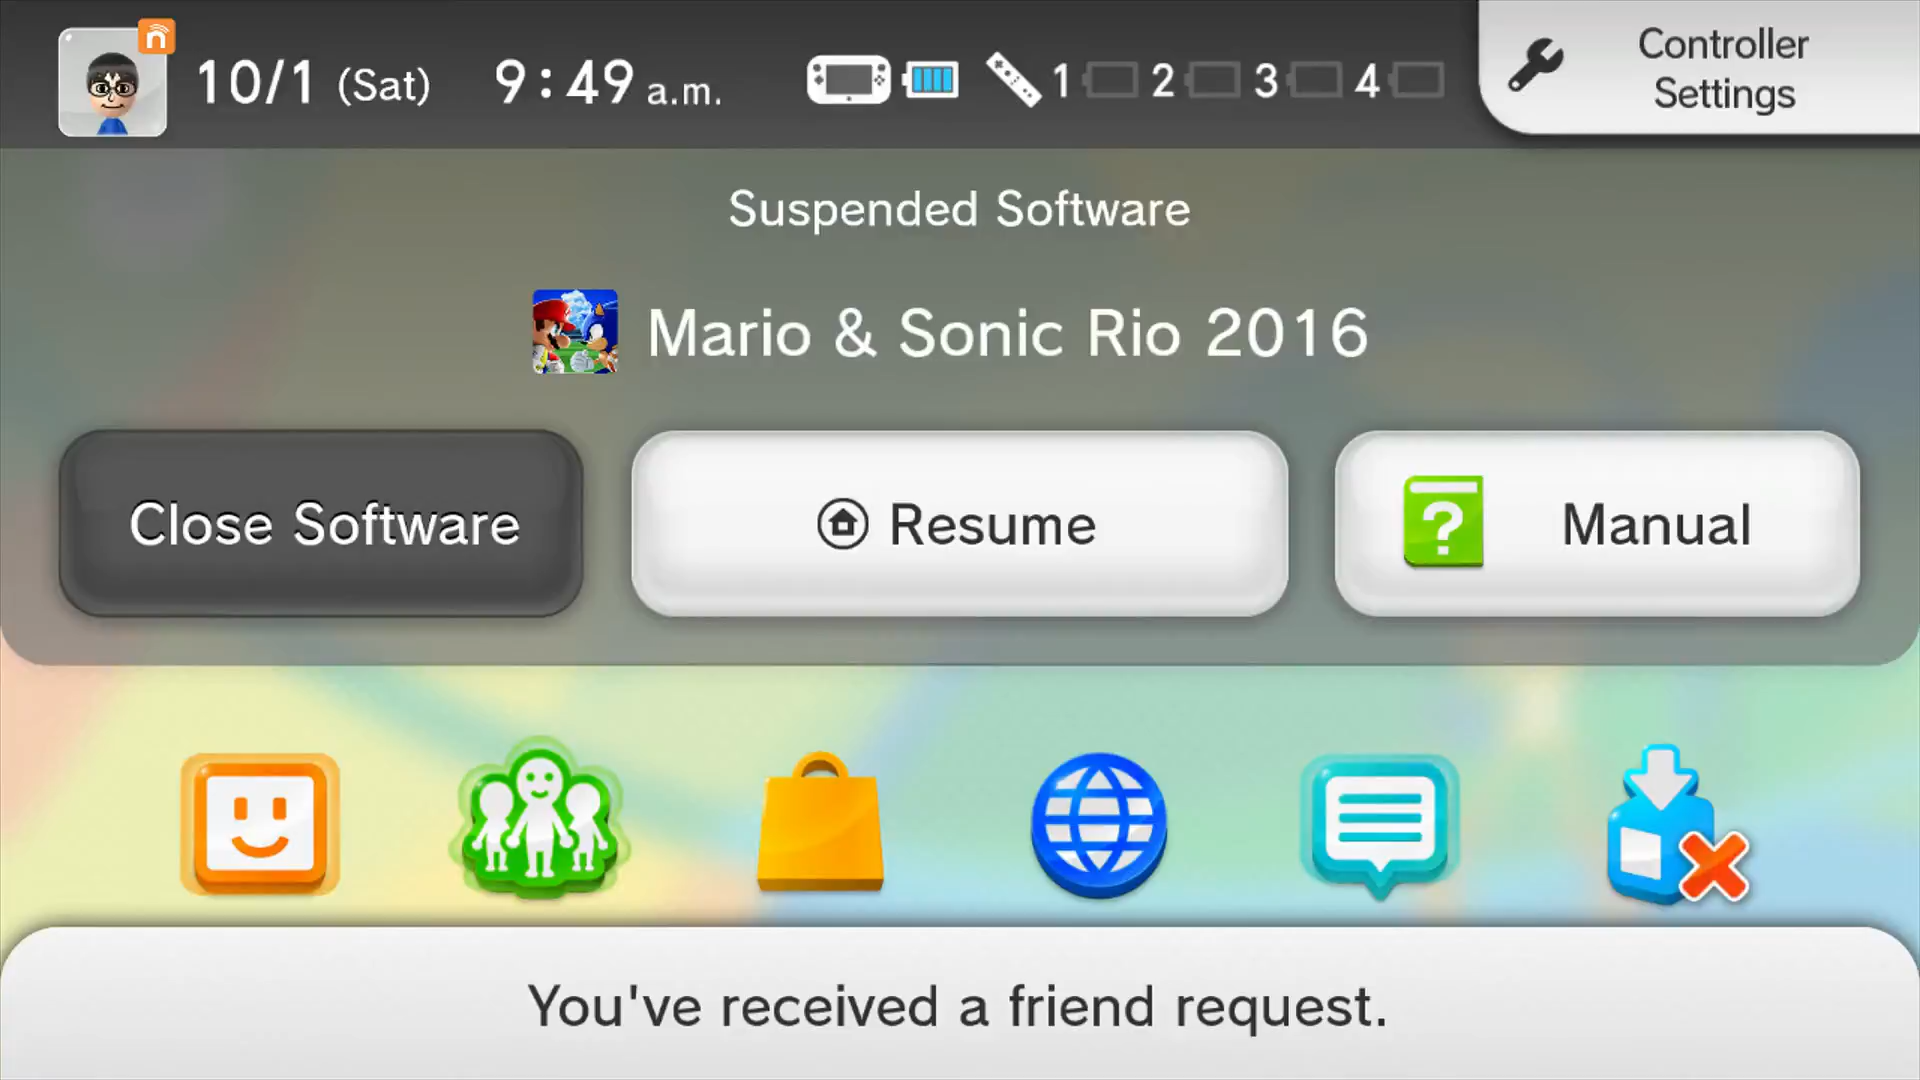 10/1 (Sat) 9:49 a.m. 1 2 3 4
Controller
Settings
Suspended Software
Mario & Sonic Rio 2016
Close Software
Resume
? Manual
You've received a friend request.